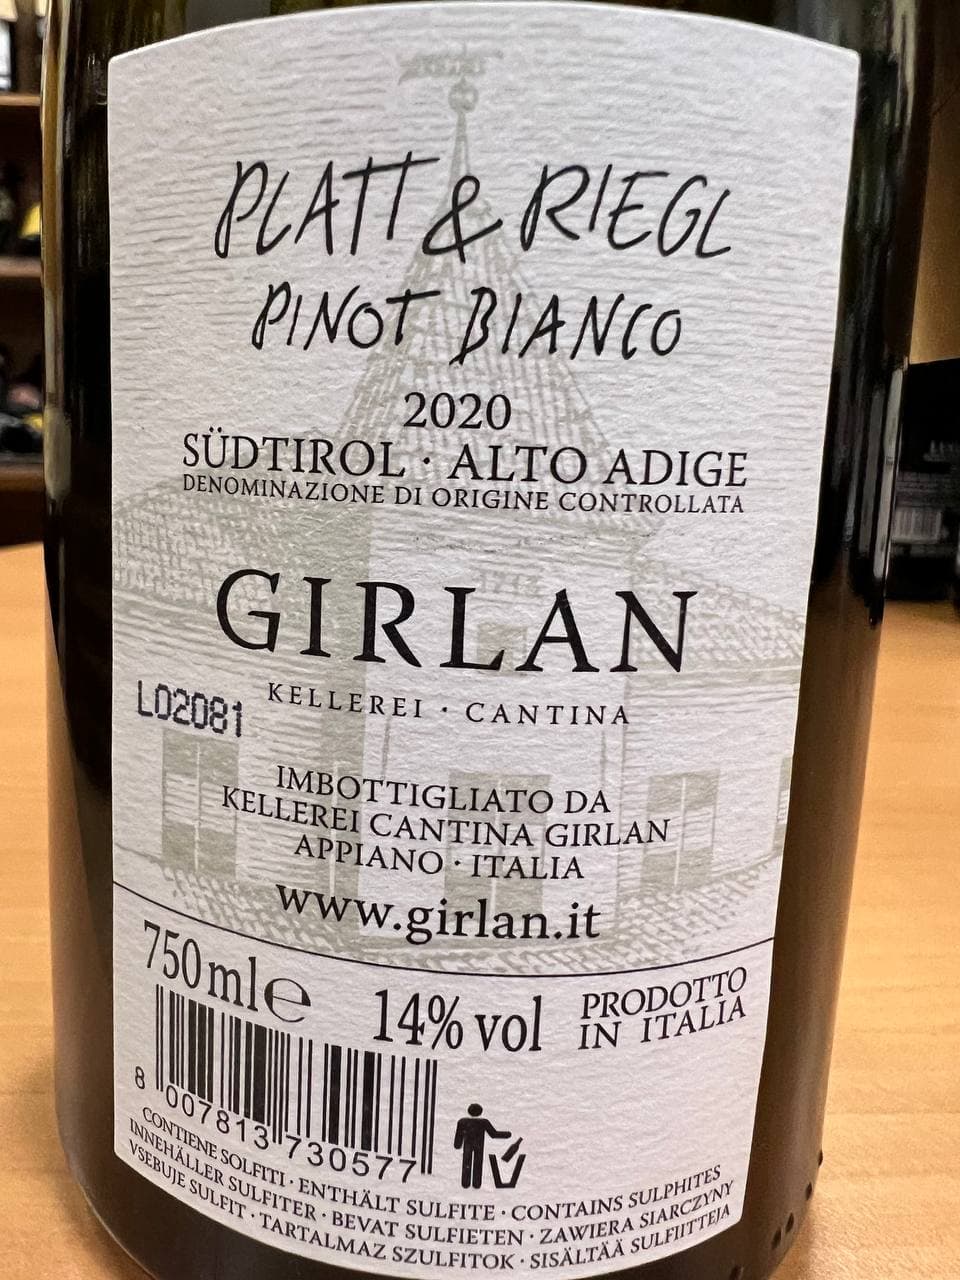 PLATT & RIEGL
PINOT BIANCO
2020
SÜDTIROL · ALTO ADIGE
DENOMINAZIONE DI ORIGINE CONTROLLATA
GIRLAN
KELLEREI · CANTINA
L02081
IMBOTTIGLIATO DA
KELLEREI CANTINA GIRLAN
APPIANO · ITALIA
www.girlan.it
750 ml ℮ 14% vol PRODOTTO
IN ITALIA
8 007813 730577
CONTIENE SOLFITI · ENTHÄLT SULFITE · CONTAINS SULPHITES
INNEHÅLLER SULFITER · BEVAT SULFIETEN · ZAWIERA SIARCZYNY
VSEBUJE SULFIT · TARTALMAZ SZULFITOK · SISÄLTÄÄ SULFIITTEJA